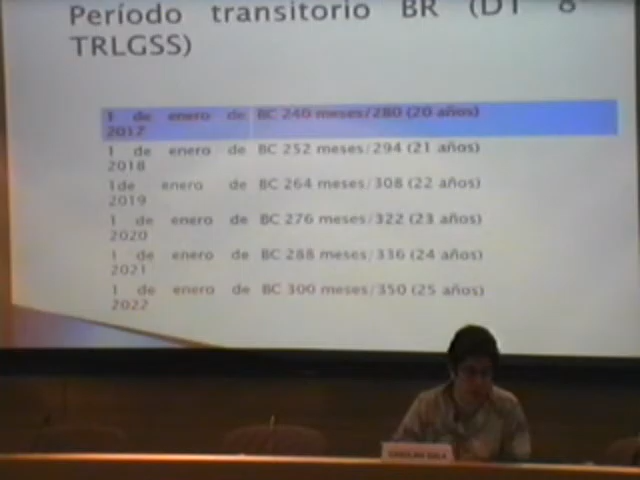 Período transitorio BR (DT 8
TRLGSS)
1 de enero de 2017 BC 240 meses/280 (20 años)
1 de enero de 2018 BC 252 meses/294 (21 años)
1de enero de 2019 BC 264 meses/308 (22 años)
1 de enero de 2020 BC 276 meses/322 (23 años)
1 de enero de 2021 BC 288 meses/336 (24 años)
1 de enero de 2022 BC 300 meses/350 (25 años)